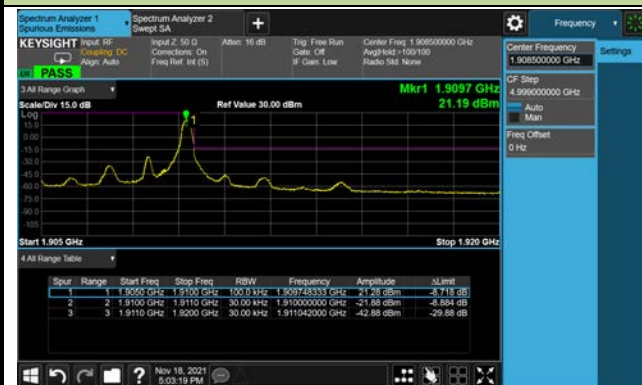 Spectrum Analyzer 1
Spurious Emissions
Spectrum Analyzer 2
Swept SA
Frequency
KEYSIGHT
Input: RF
Coupling: DC
Align: Auto
Input Z: 50 Ω
Corrections: On
Freq Ref: Int (S)
Atten: 16 dB
Trig: Free Run
Gate: Off
IF Gain: Low
Center Freq: 1.908500000 GHz
Avg|Hold:>100/100
Radio Std: None
PASS
Center Frequency
1.908500000 GHz
Settings
CF Step
4.999000000 GHz
Auto
Man
Freq Offset
0 Hz
3 All Range Graph
Mkr1 1.9097 GHz
21.19 dBm
Scale/Div 15.0 dB
Ref Value 30.00 dBm
Log
15.0
0.00
-15.0
-30.0
-45.0
-60.0
-75.0
-90.0
-105
1
Start 1.905 GHz
Stop 1.920 GHz
4 All Range Table
Spur Range Start Freq Stop Freq RBW Frequency Amplitude ΔLimit
1 1 1.9050 GHz 1.9100 GHz 100.0 kHz 1.909748333 GHz 21.28 dBm -8.718 dB
2 2 1.9100 GHz 1.9110 GHz 30.00 kHz 1.910000000 GHz -21.88 dBm -8.884 dB
3 3 1.9110 GHz 1.9200 GHz 30.00 kHz 1.911042000 GHz -42.88 dBm -29.88 dB
Nov 18, 2021
5:03:19 PM